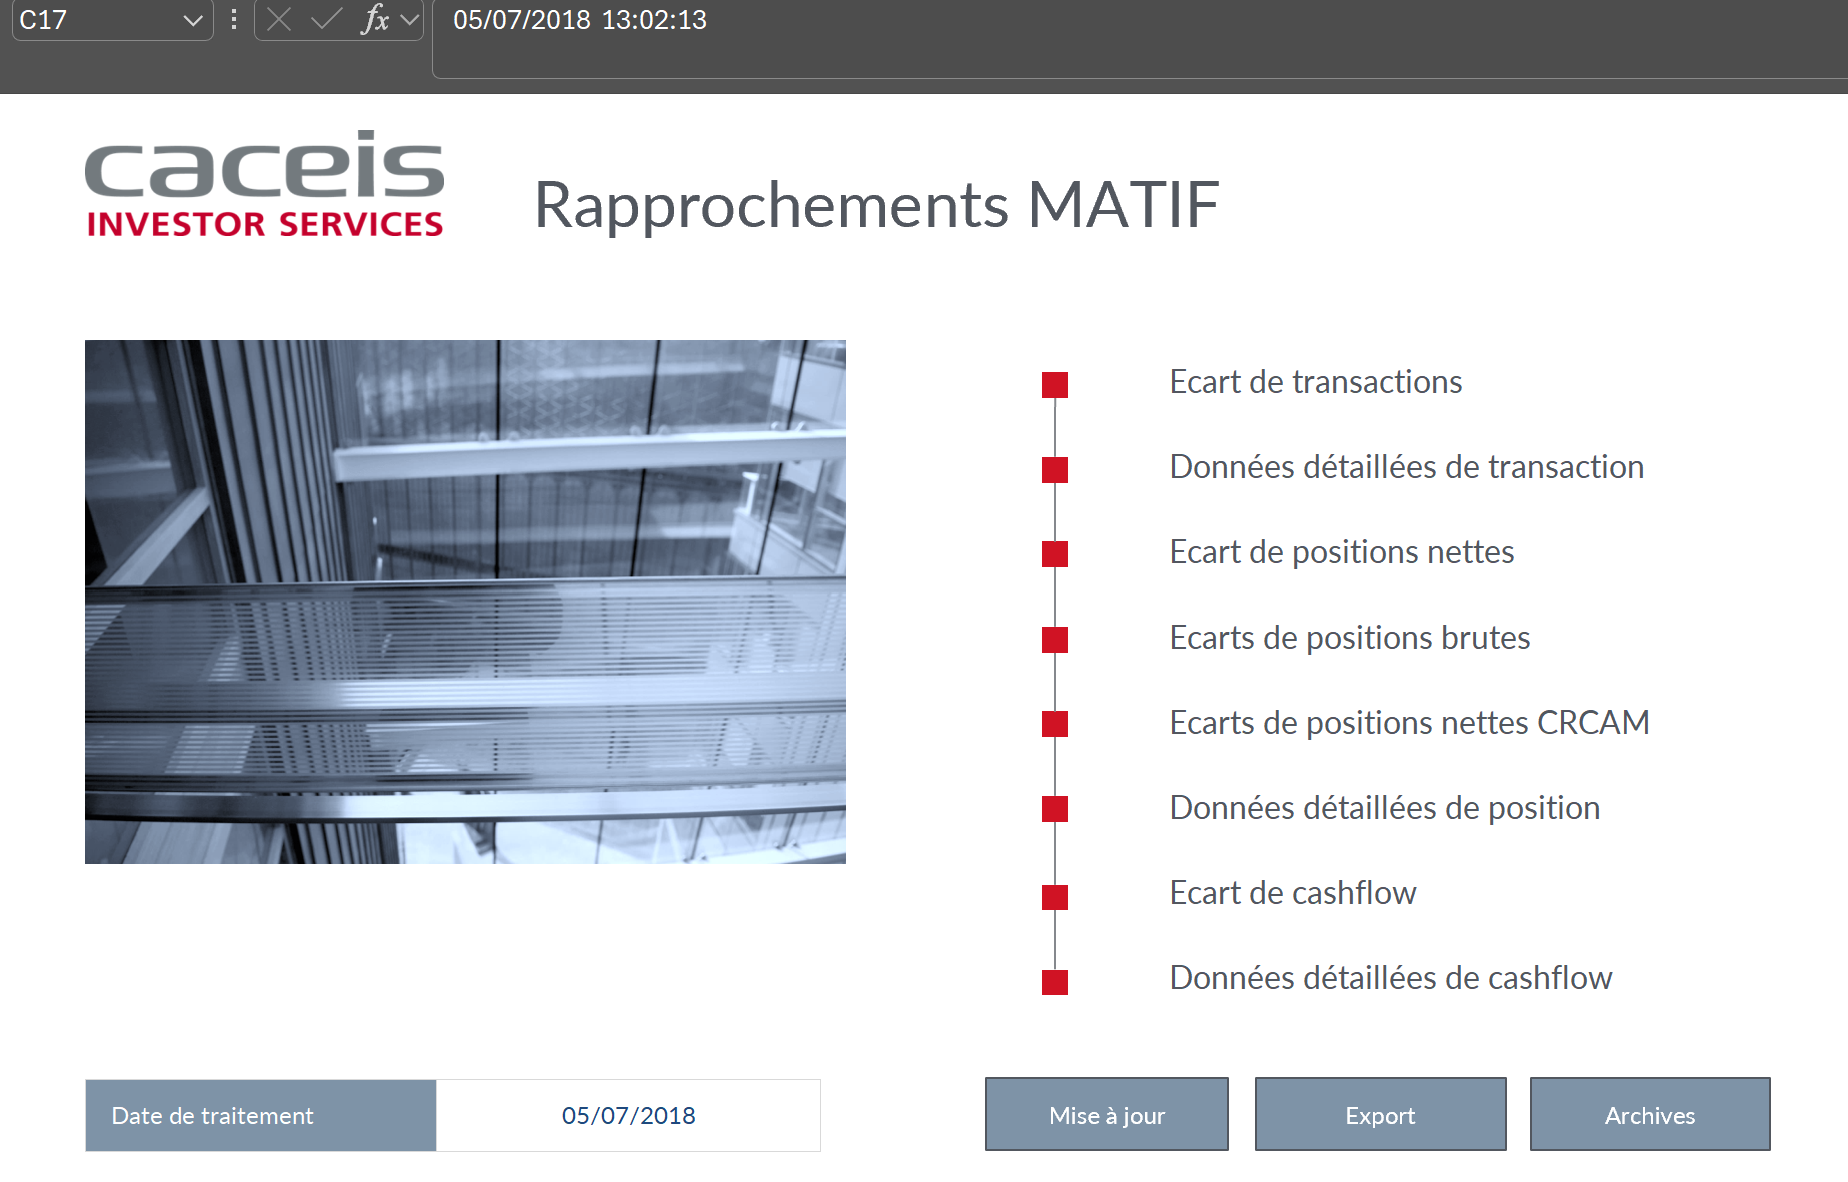 C17
fx
05/07/2018 13:02:13
caceis
INVESTOR SERVICES
Rapprochements MATIF
Ecart de transactions
Données détaillées de transaction
Ecart de positions nettes
Ecarts de positions brutes
Ecarts de positions nettes CRCAM
Données détaillées de position
Ecart de cashflow
Données détaillées de cashflow
Date de traitement
05/07/2018
Mise à jour
Export
Archives